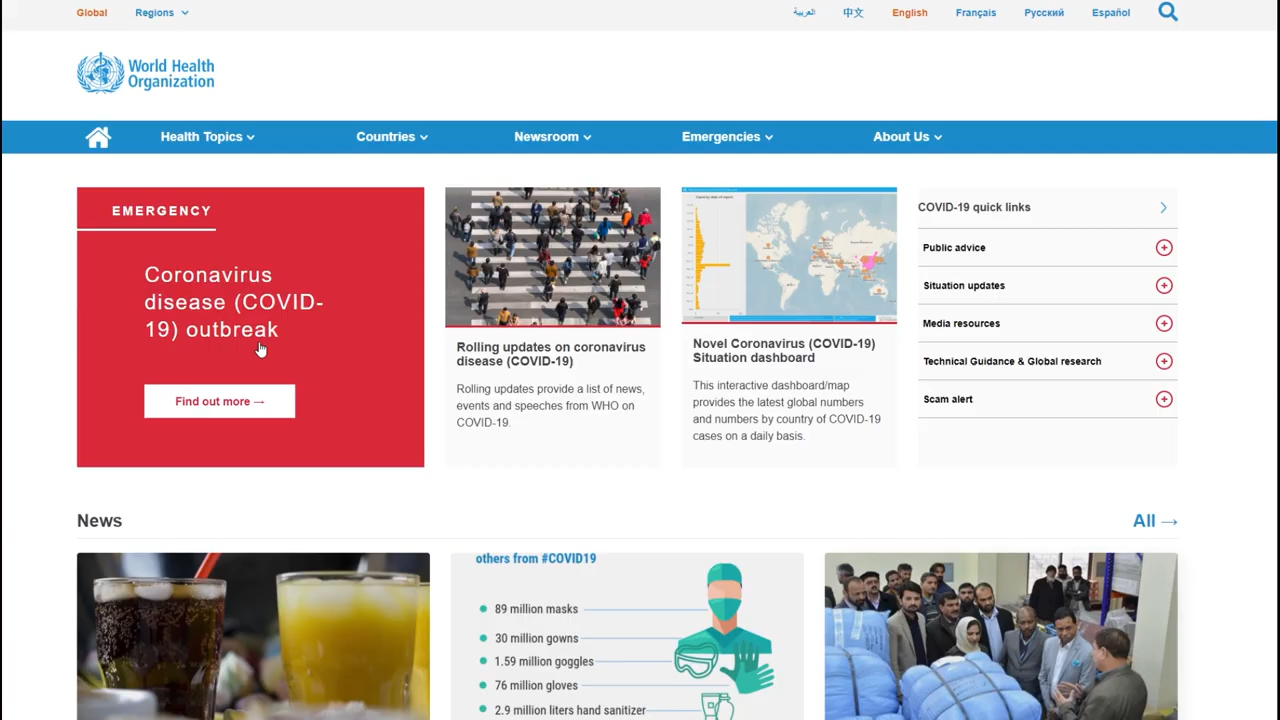 Global
Regions
العربية
中文
English
Français
Русский
Español
World Health
Organization
Health Topics
Countries
Newsroom
Emergencies
About Us
EMERGENCY
Coronavirus
disease (COVID-
19) outbreak
Find out more →
Rolling updates on coronavirus
disease (COVID-19)
Rolling updates provide a list of news,
events and speeches from WHO on
COVID-19.
Novel Coronavirus (COVID-19)
Situation dashboard
This interactive dashboard/map
provides the latest global numbers
and numbers by country of COVID-19
cases on a daily basis.
COVID-19 quick links
Public advice
Situation updates
Media resources
Technical Guidance & Global research
Scam alert
News
All →
others from #COVID19
89 million masks
30 million gowns
1.59 million goggles
76 million gloves
2.9 million liters hand sanitizer